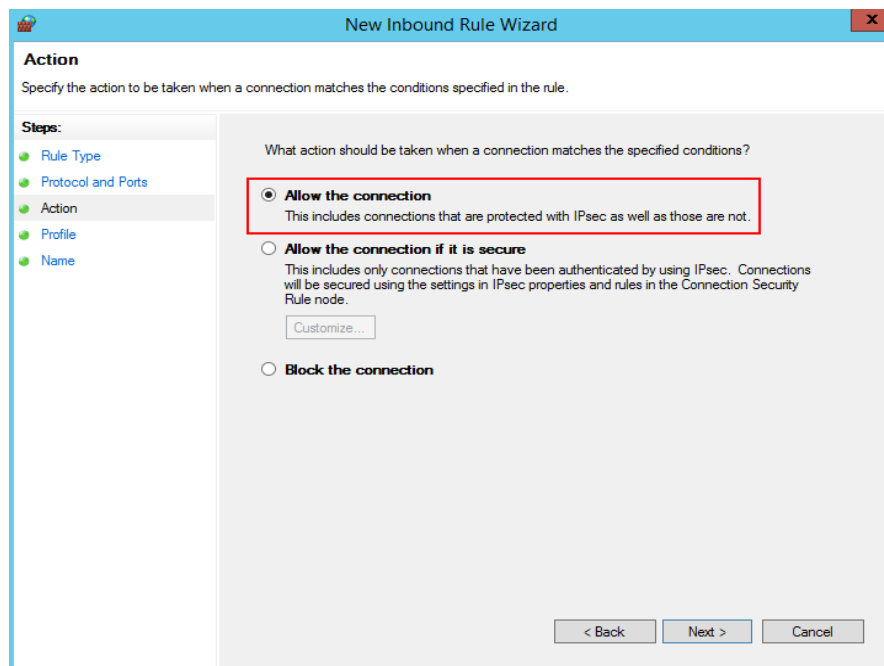 New Inbound Rule Wizard
x
Action
Specify the action to be taken when a connection matches the conditions specified in the rule.
Steps:
Rule Type
Protocol and Ports
Action
Profile
Name
What action should be taken when a connection matches the specified conditions?
Allow the connection
This includes connections that are protected with IPsec as well as those are not.
Allow the connection if it is secure
This includes only connections that have been authenticated by using IPsec. Connections
will be secured using the settings in IPsec properties and rules in the Connection Security
Rule node.
Customize...
Block the connection
< Back
Next >
Cancel